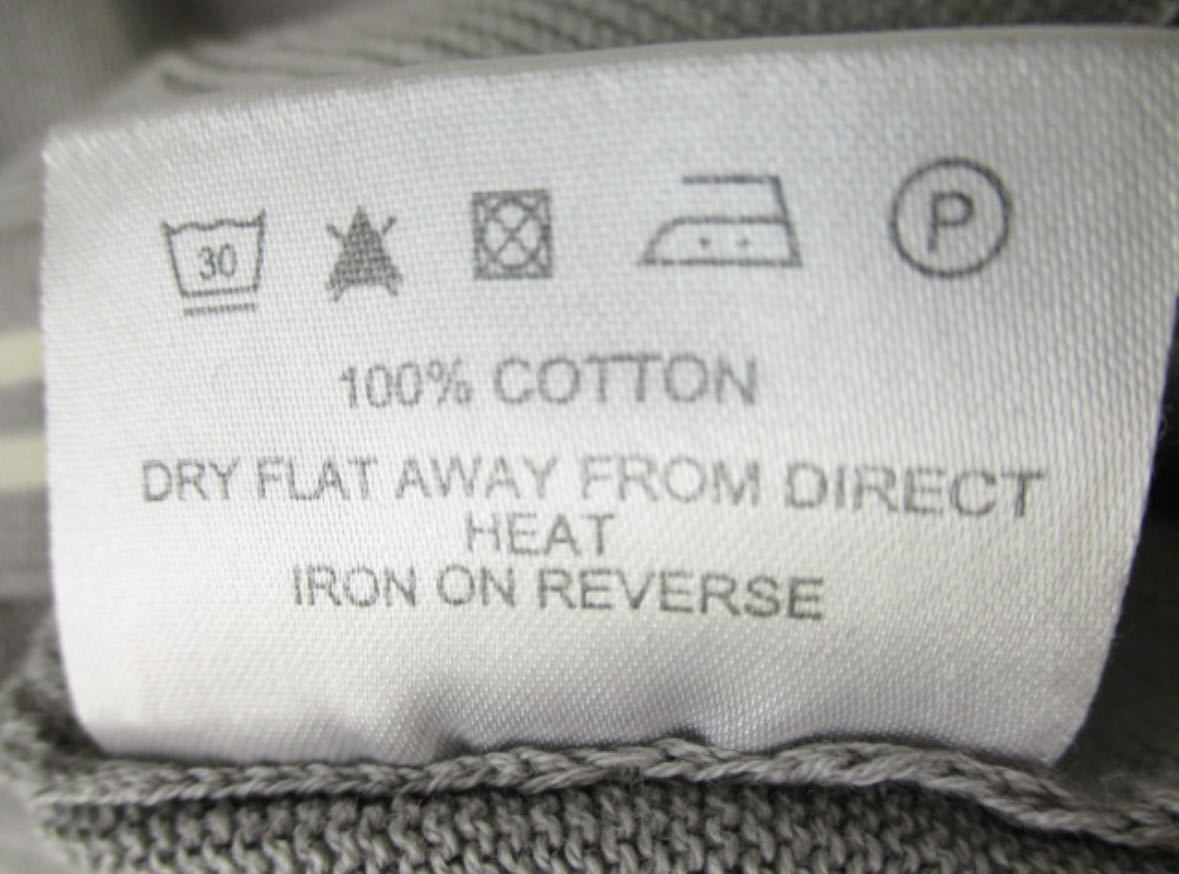 30
P
100% COTTON
DRY FLAT AWAY FROM DIRECT
HEAT
IRON ON REVERSE